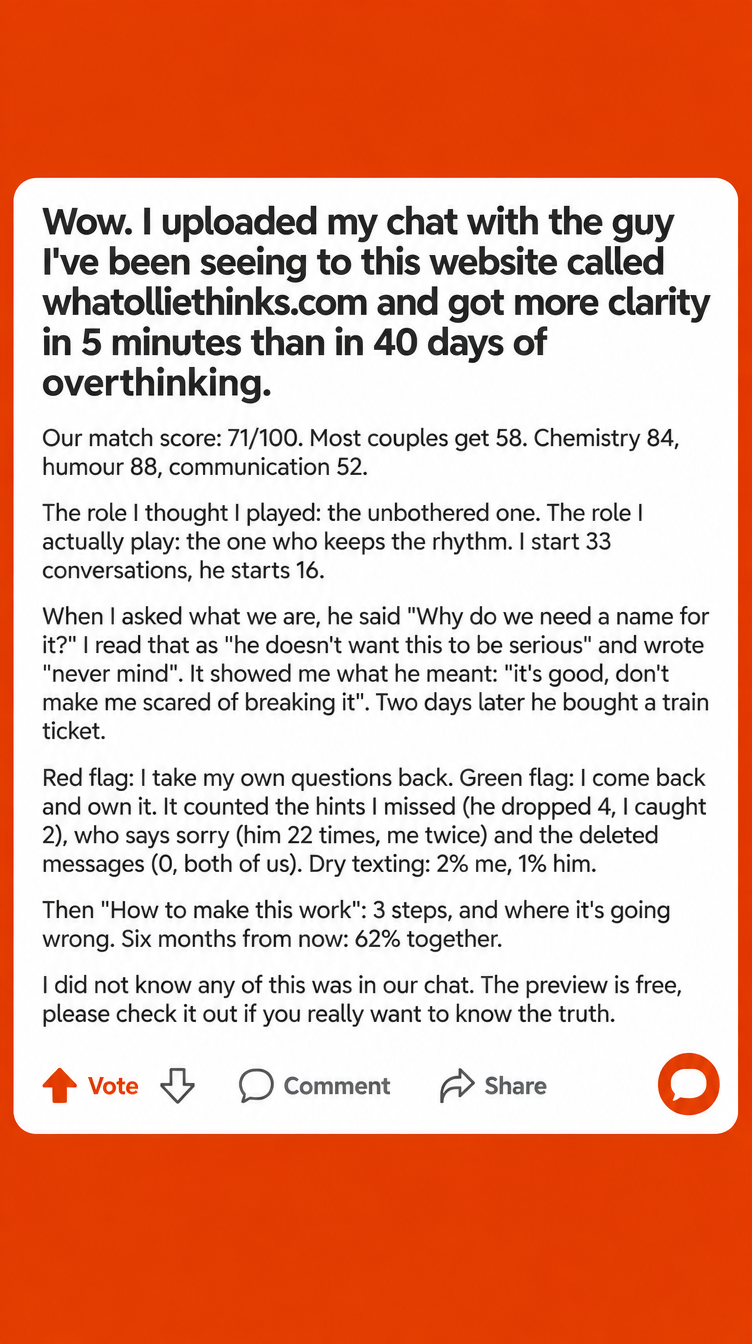 Wow. I uploaded my chat with the guy
I've been seeing to this website called
whatolliethinks.com and got more clarity
in 5 minutes than in 40 days of
overthinking.
Our match score: 71/100. Most couples get 58. Chemistry 84,
humour 88, communication 52.
The role I thought I played: the unbothered one. The role I
actually play: the one who keeps the rhythm. I start 33
conversations, he starts 16.
When I asked what we are, he said "Why do we need a name for
it?" I read that as "he doesn't want this to be serious" and wrote
"never mind". It showed me what he meant: "it's good, don't
make me scared of breaking it". Two days later he bought a train
ticket.
Red flag: I take my own questions back. Green flag: I come back
and own it. It counted the hints I missed (he dropped 4, I caught
2), who says sorry (him 22 times, me twice) and the deleted
messages (0, both of us). Dry texting: 2% me, 1% him.
Then "How to make this work": 3 steps, and where it's going
wrong. Six months from now: 62% together.
I did not know any of this was in our chat. The preview is free,
please check it out if you really want to know the truth.
Vote Comment Share